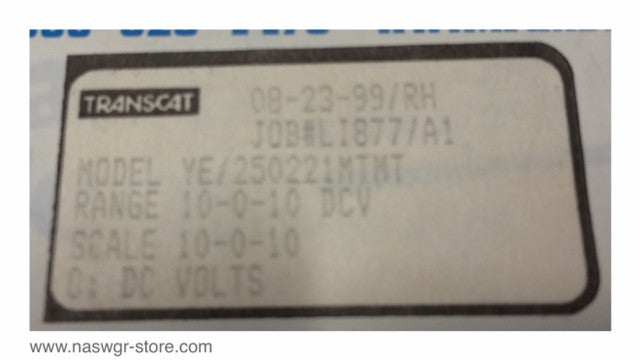 TRANSCAT 08-23-99/RH
JOB#LI877/A1
MODEL YE/250221MTMT
RANGE 10-0-10 DCV
SCALE 10-0-10
C: DC VOLTS
www.naswgr-store.com